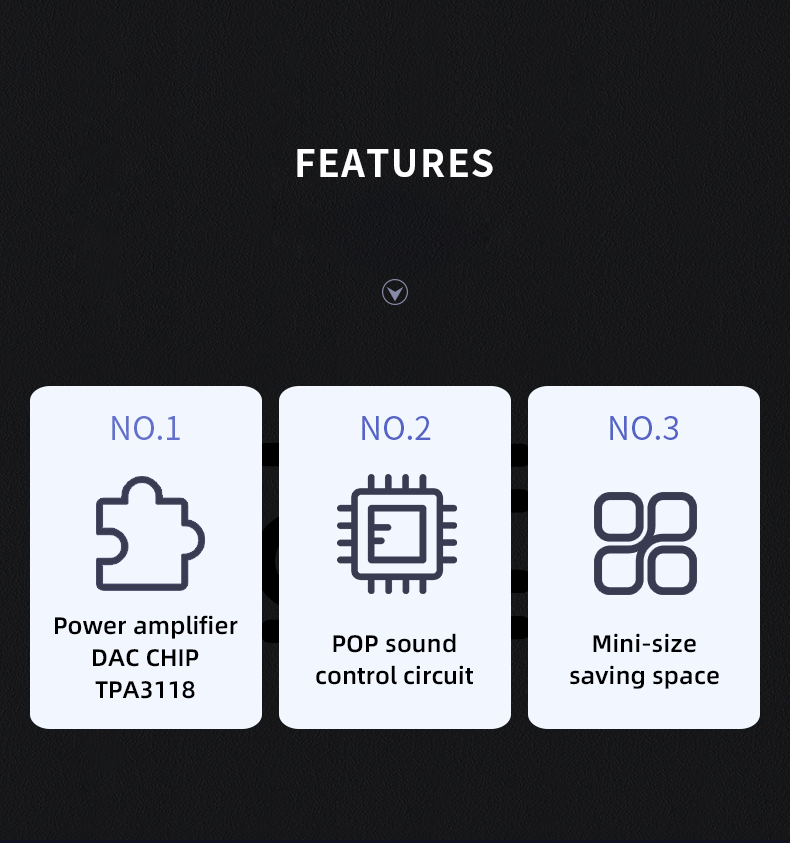 FEATURES
NO.1
Power amplifier
DAC CHIP
TPA3118
NO.2
POP sound
control circuit
NO.3
Mini-size
saving space